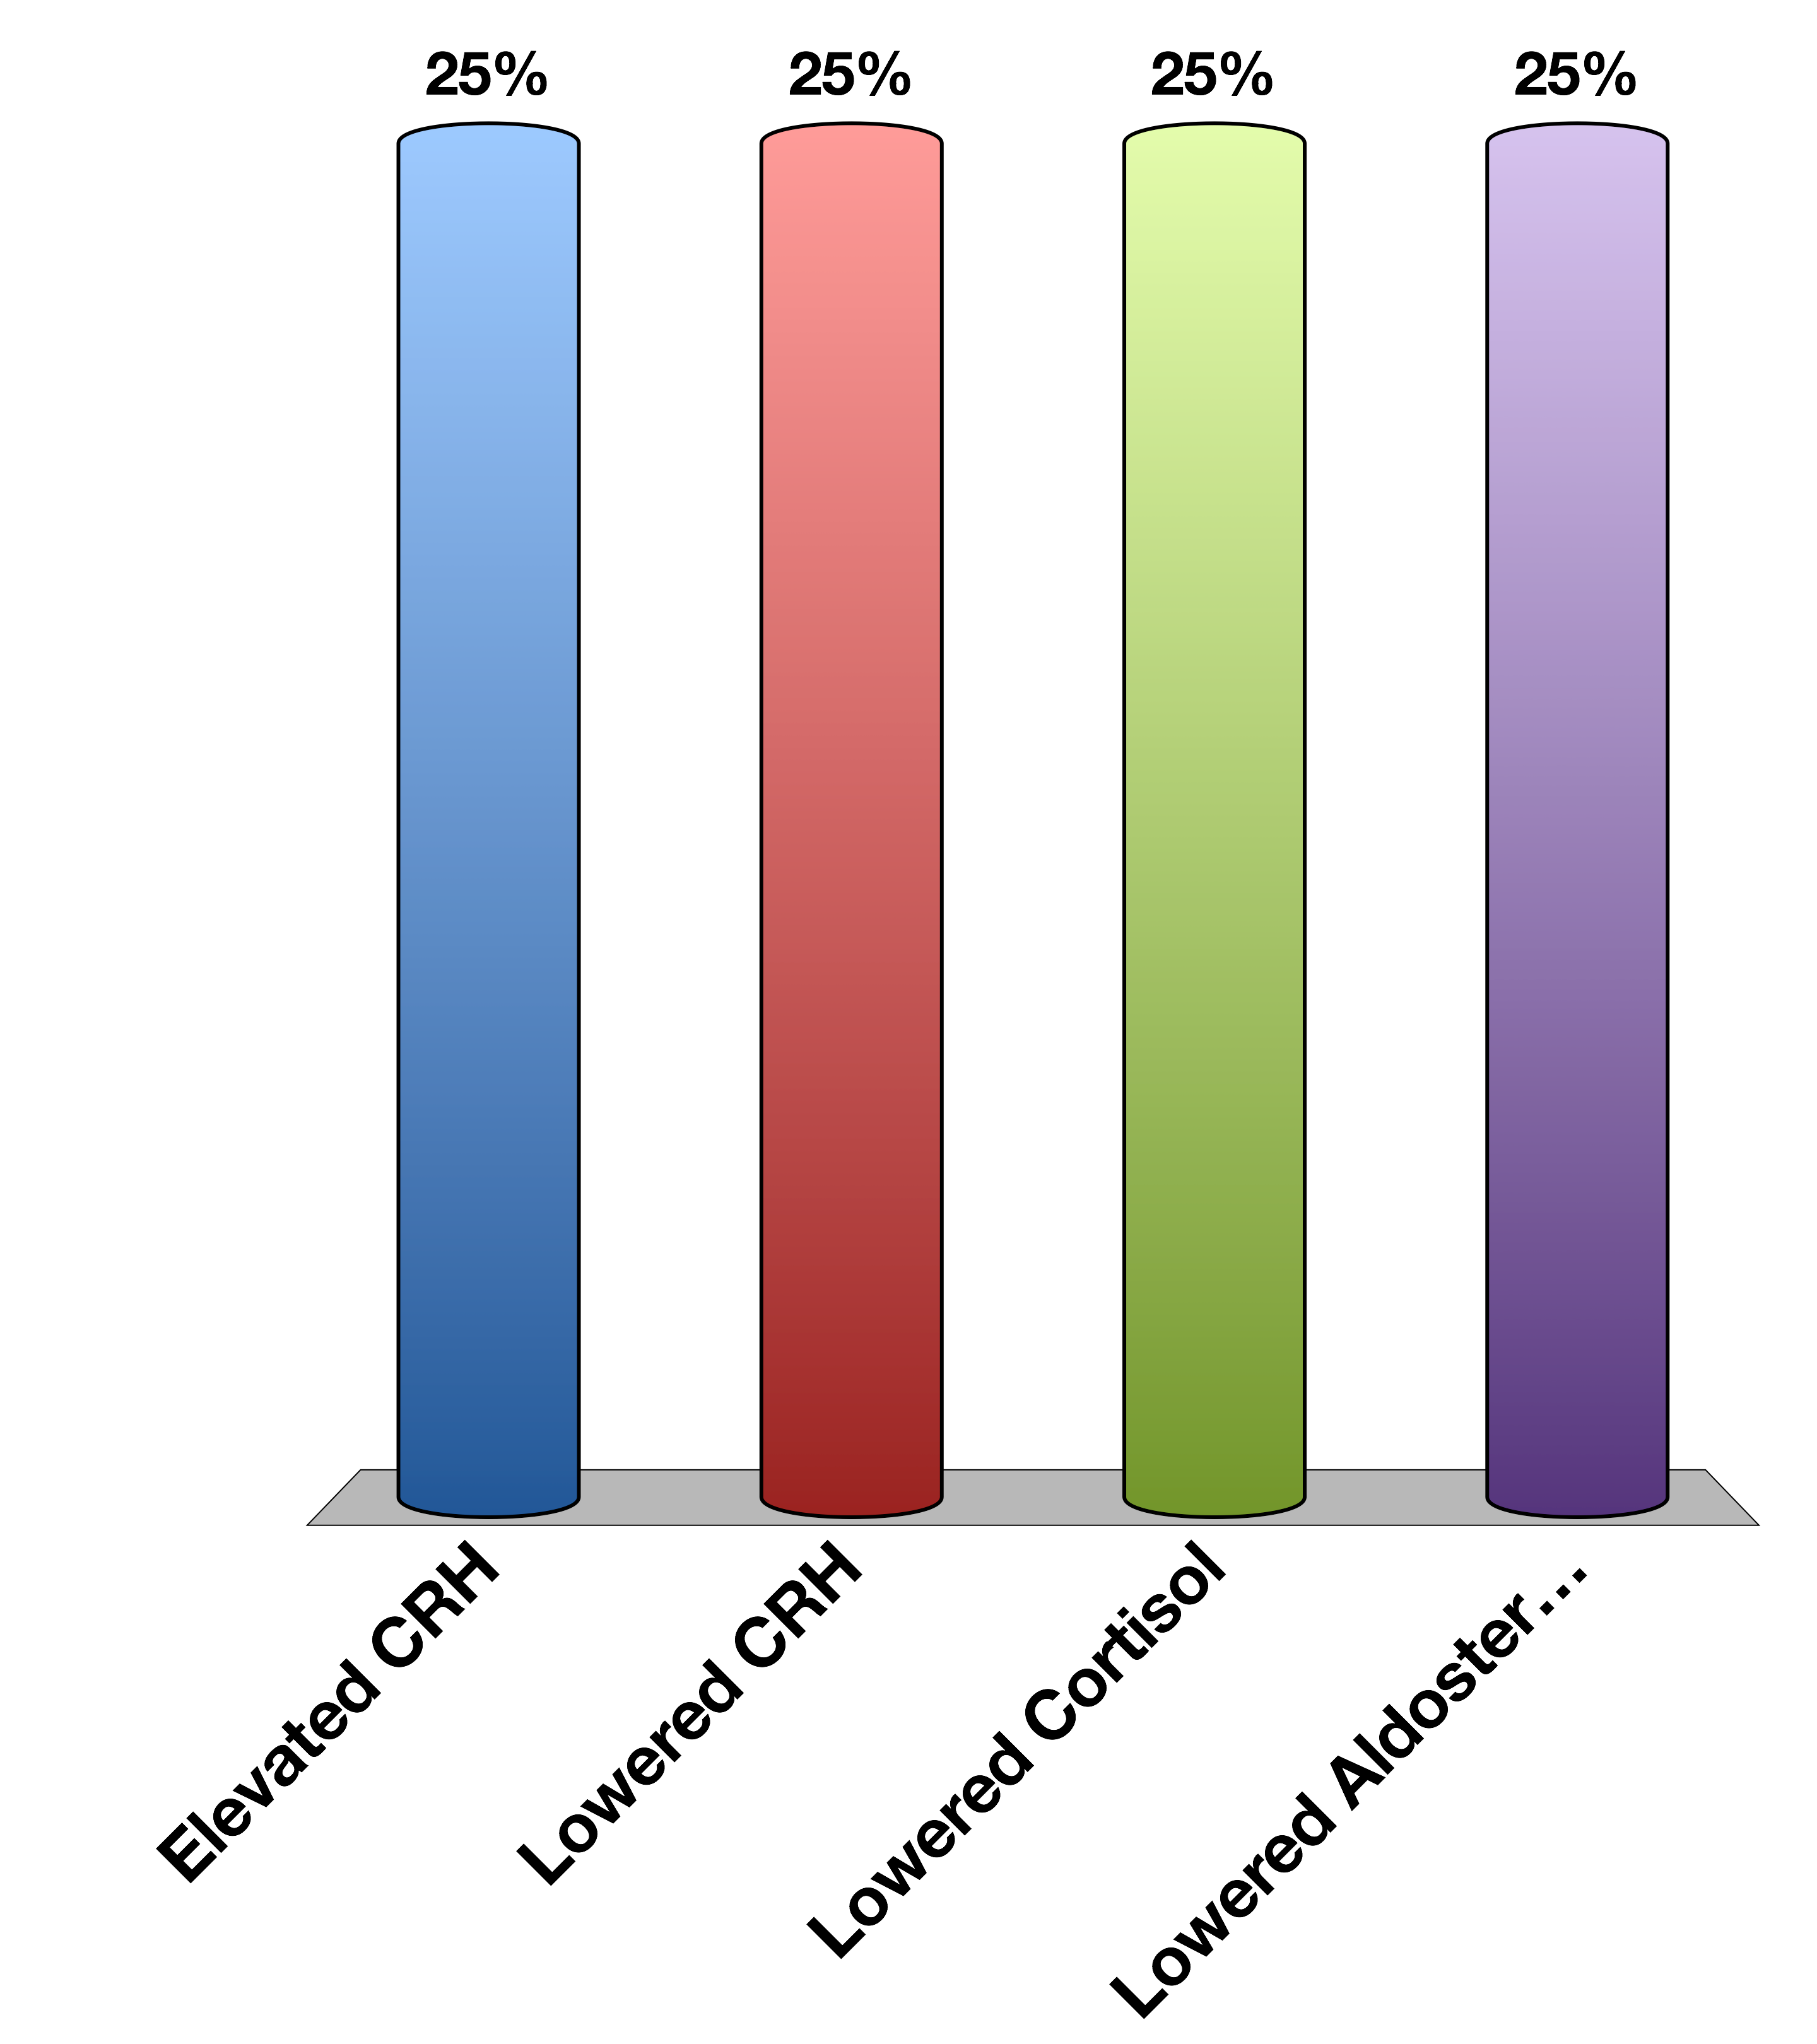 25%
25%
25%
25%
Elevated CRH
Lowered CRH
Lowered Cortisol
Lowered Aldoster...